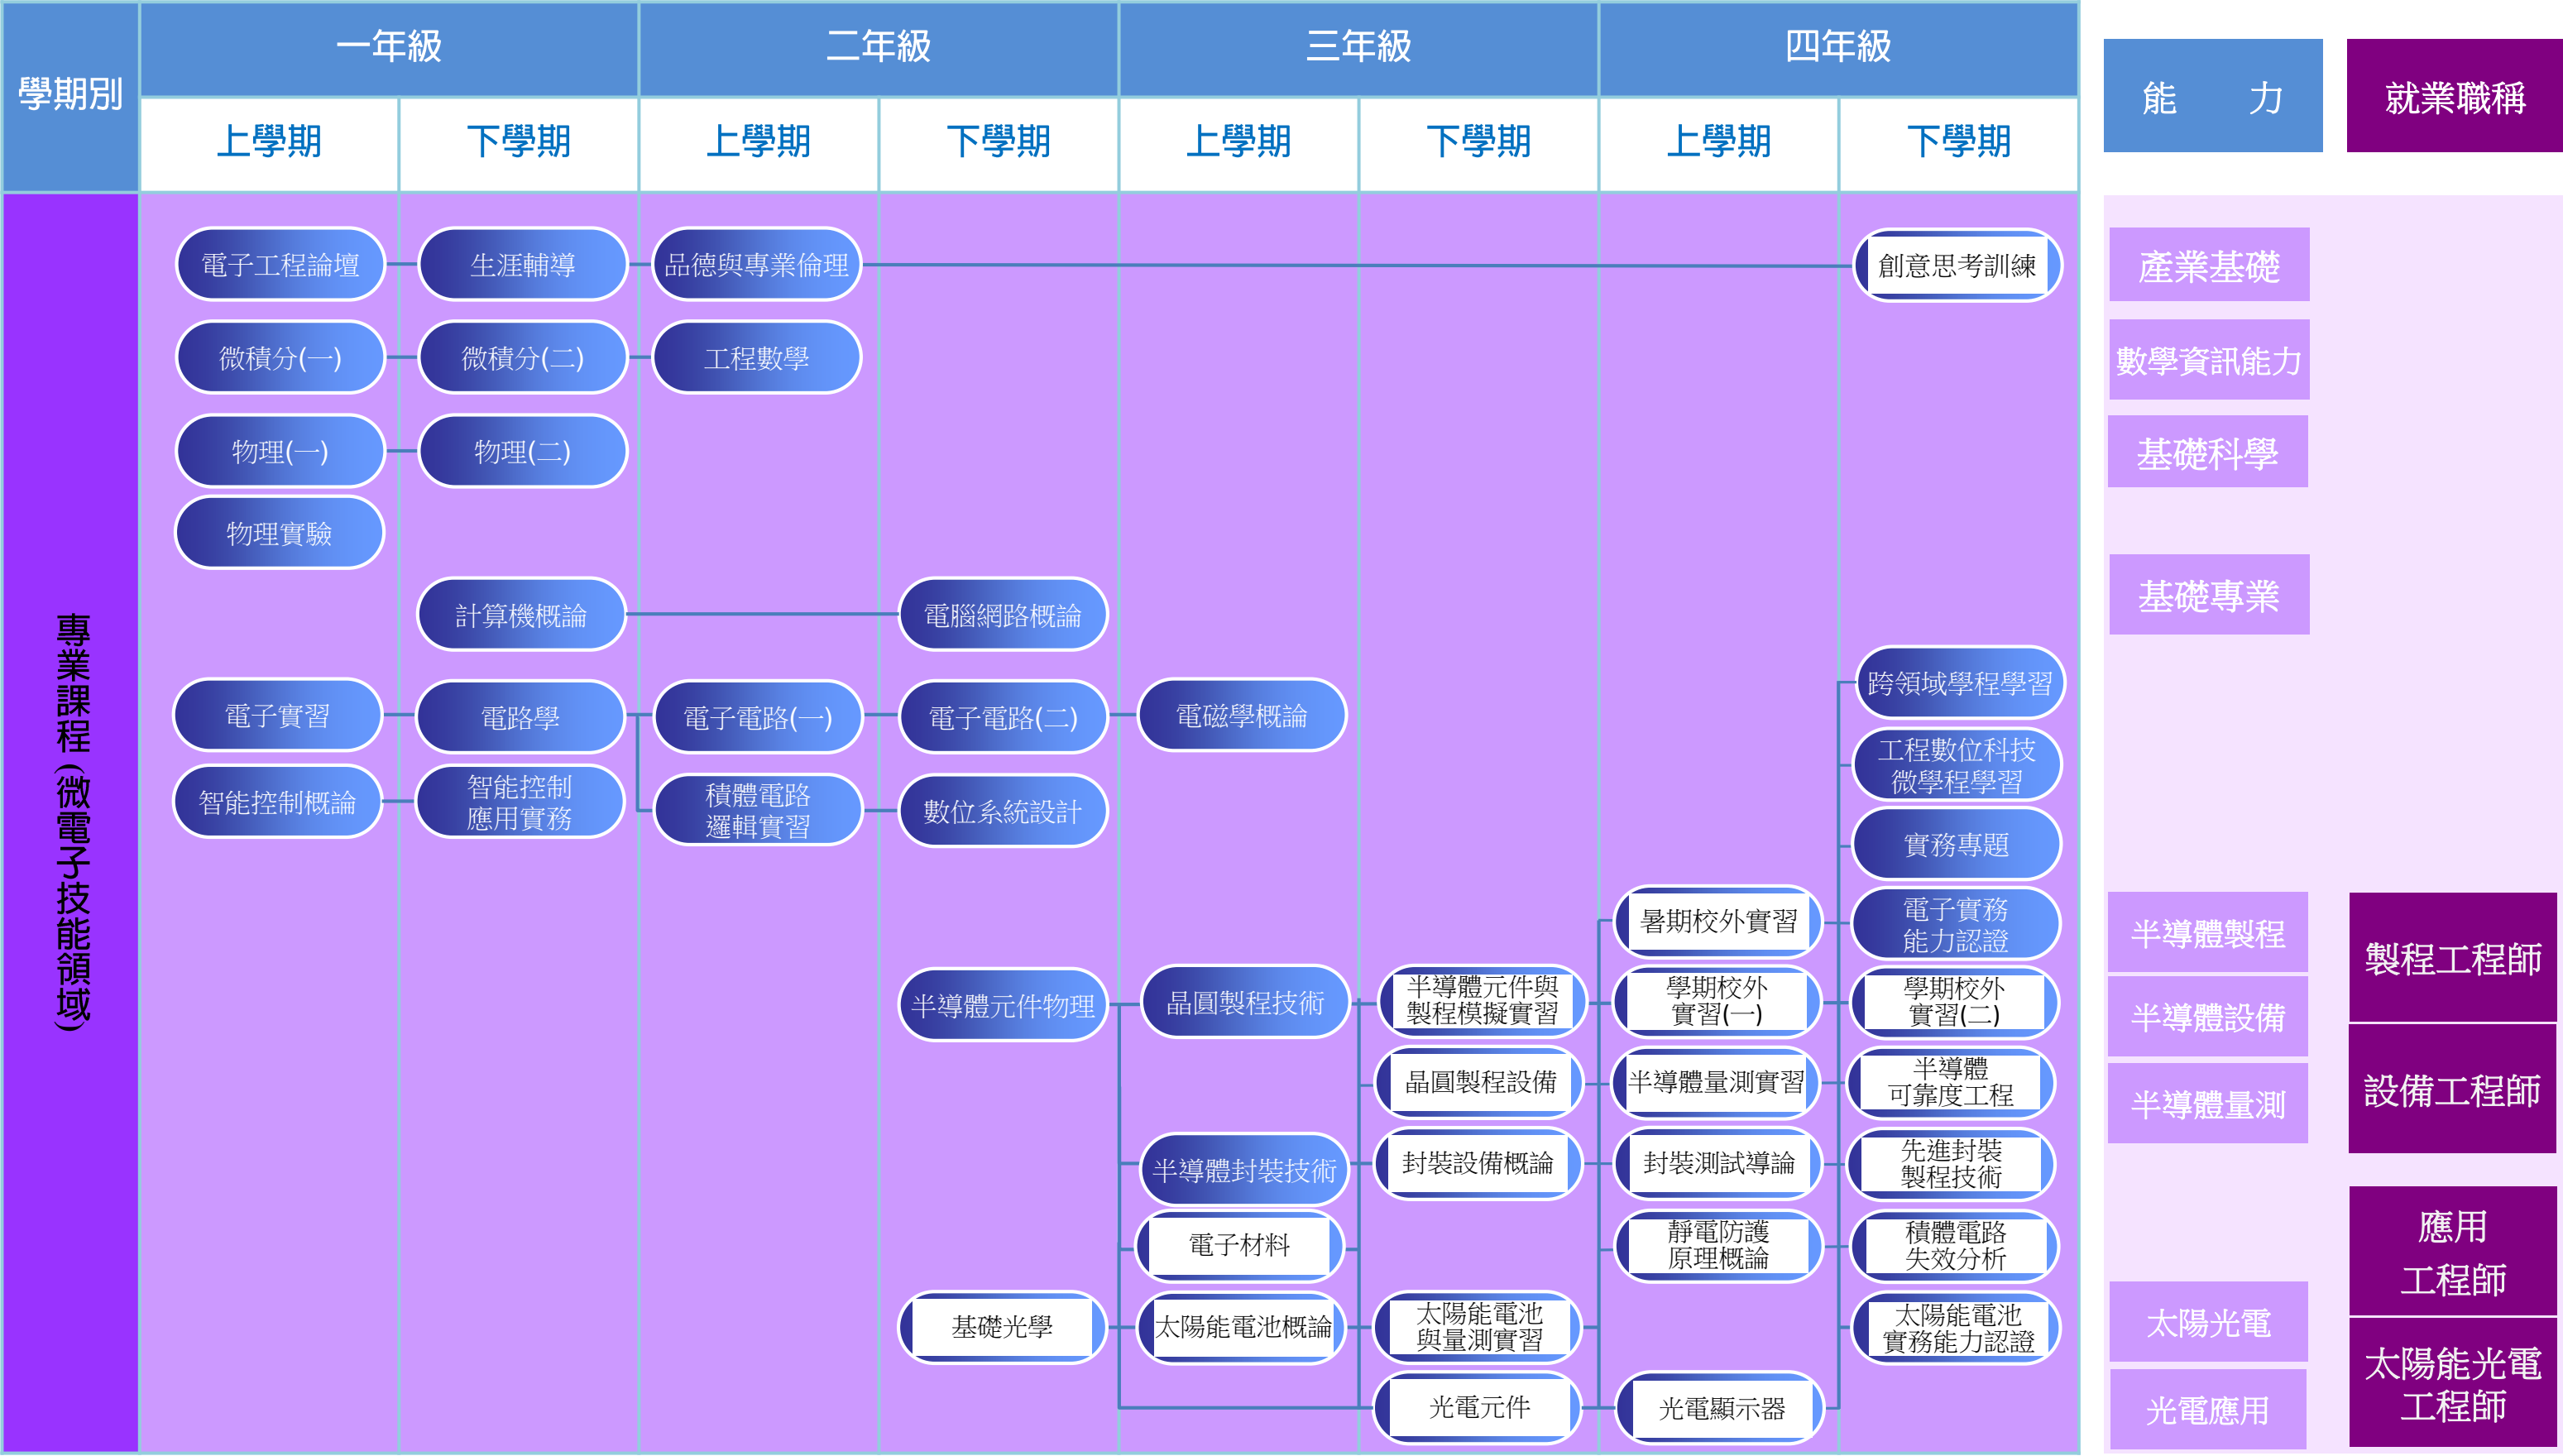 學期別
一年級
二年級
三年級
四年級
能 力
就業職稱
上學期
下學期
上學期
下學期
上學期
下學期
上學期
下學期
專業課程(微電子技能領域)
電子工程論壇
生涯輔導
品德與專業倫理
創意思考訓練
產業基礎
微積分(一)
微積分(二)
工程數學
數學資訊能力
物理(一)
物理(二)
基礎科學
物理實驗
計算機概論
電腦網路概論
基礎專業
跨領域學程學習
電子實習
電路學
電子電路(一)
電子電路(二)
電磁學概論
工程數位科技
微學程學習
智能控制概論
智能控制
應用實務
積體電路
邏輯實習
數位系統設計
實務專題
暑期校外實習
電子實務
能力認證
半導體製程
製程工程師
半導體元件物理
晶圓製程技術
半導體元件與
製程模擬實習
學期校外
實習(一)
學期校外
實習(二)
半導體設備
晶圓製程設備
半導體量測實習
半導體
可靠度工程
半導體量測
設備工程師
半導體封裝技術
封裝設備概論
封裝測試導論
先進封裝
製程技術
電子材料
靜電防護
原理概論
積體電路
失效分析
應用
工程師
基礎光學
太陽能電池概論
太陽能電池
與量測實習
太陽能電池
實務能力認證
太陽光電
太陽能光電
工程師
光電元件
光電顯示器
光電應用